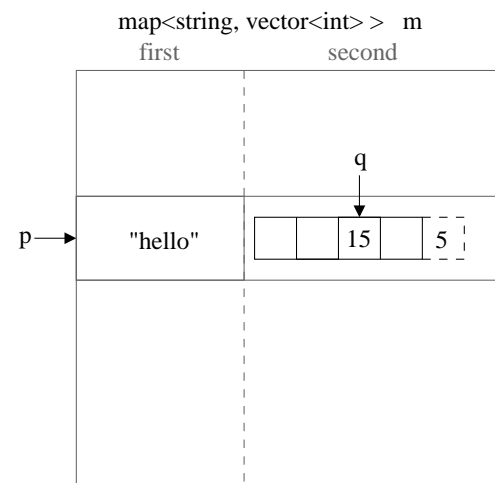 map<string, vector<int> > m
first second
q
p "hello" 15 5